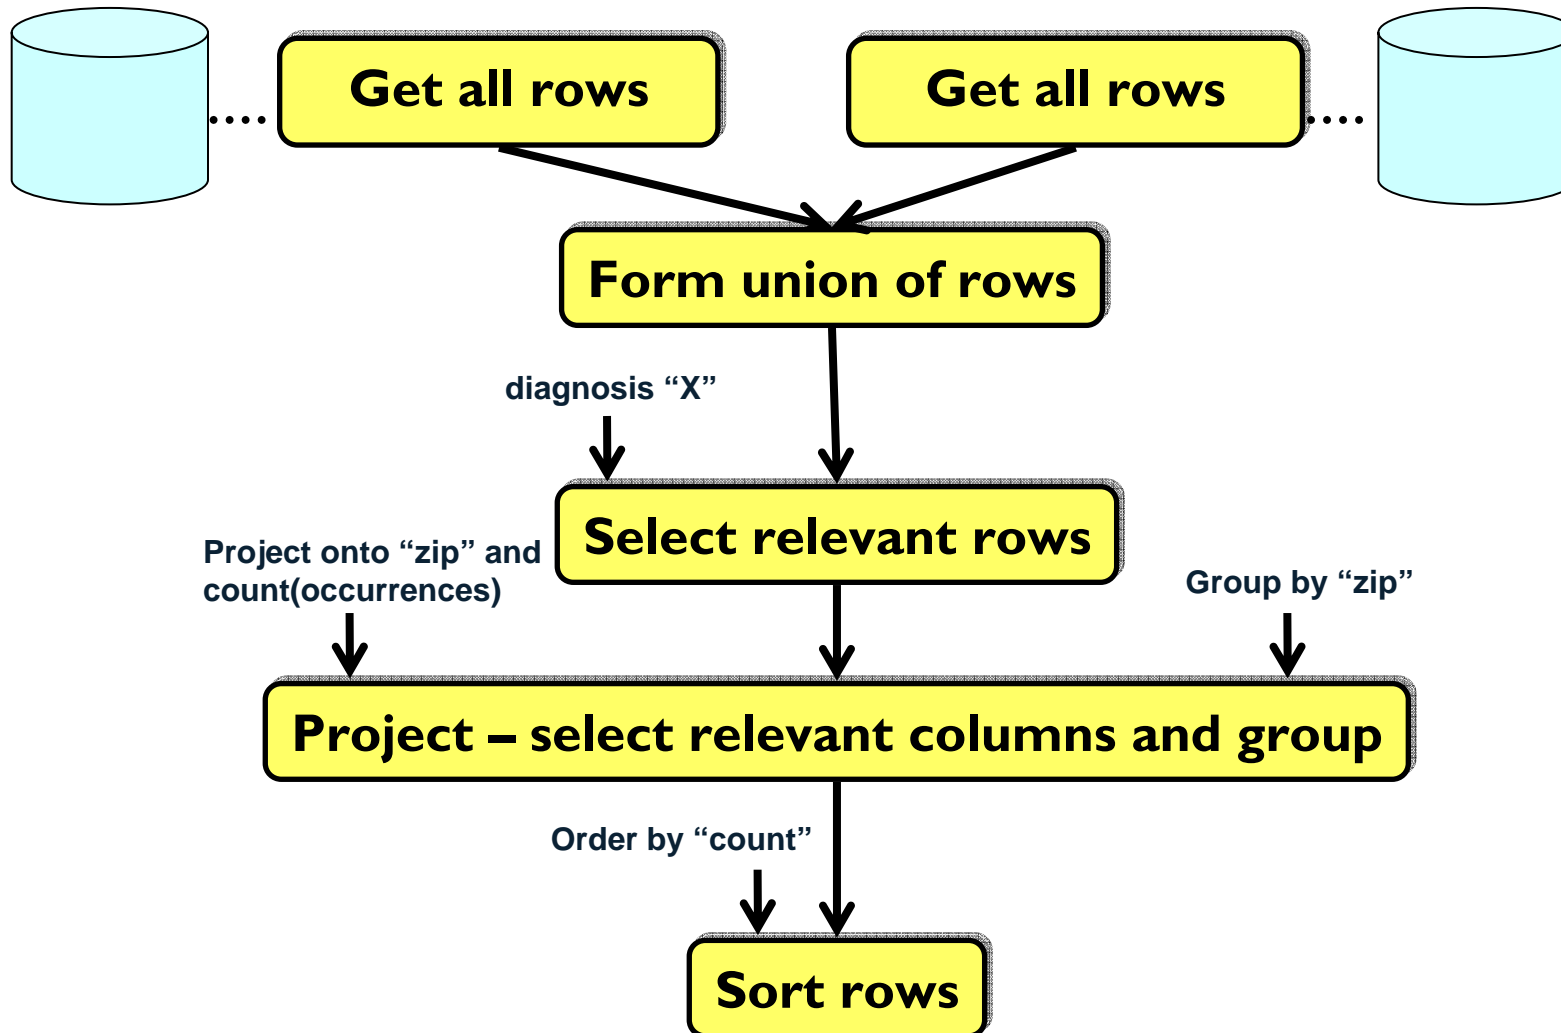 Get all rows
Get all rows
Form union of rows
diagnosis “X”
Select relevant rows
Project onto “zip” and
count(occurrences)
Group by “zip”
Project – select relevant columns and group
Order by “count”
Sort rows